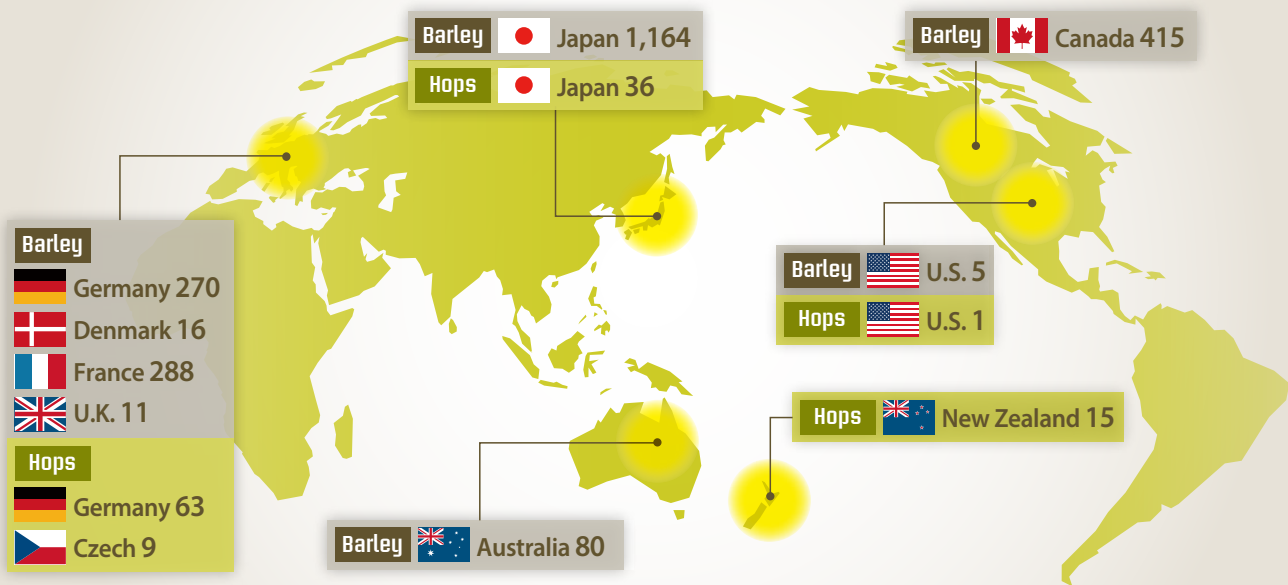 Barley Japan 1,164
Hops Japan 36
Barley Canada 415
Barley
Germany 270
Denmark 16
France 288
U.K. 11
Hops
Germany 63
Czech 9
Barley U.S. 5
Hops U.S. 1
Hops New Zealand 15
Barley Australia 80